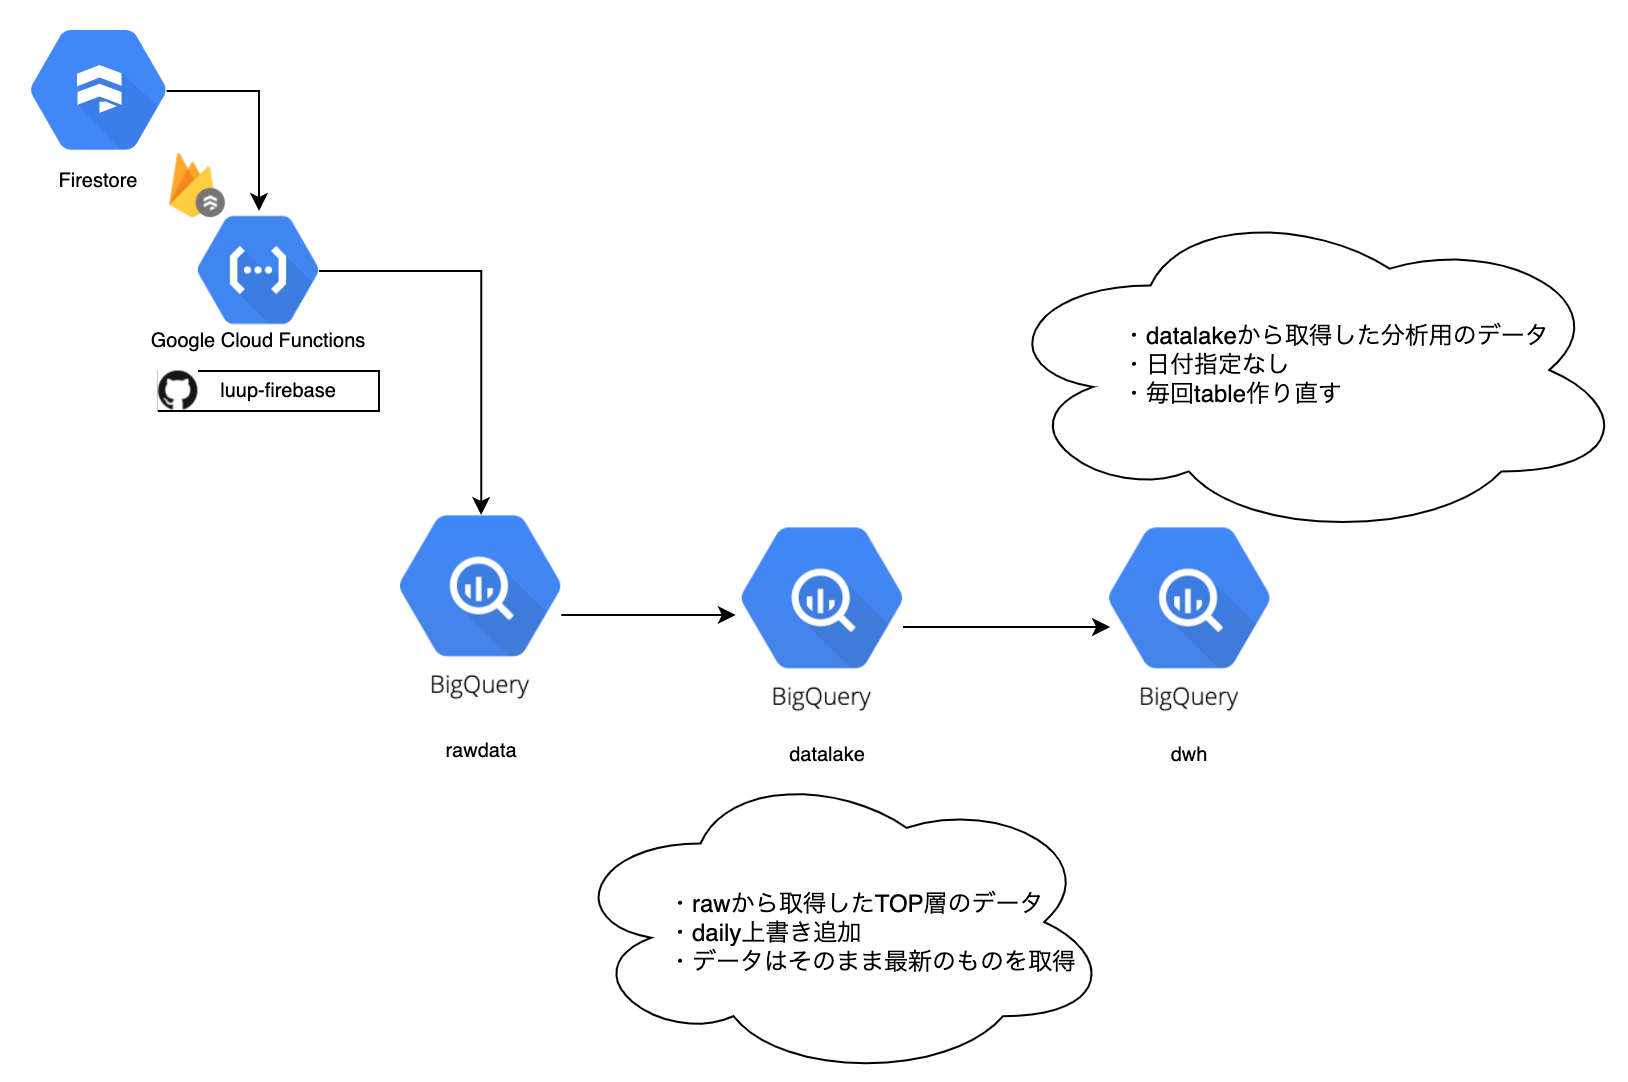 Firestore
Google Cloud Functions
luup-firebase
・datalakeから取得した分析用のデータ
・日付指定なし
・毎回table作り直す
BigQuery
BigQuery
BigQuery
rawdata
datalake
dwh
・rawから取得したTOP層のデータ
・daily上書き追加
・データはそのまま最新のものを取得